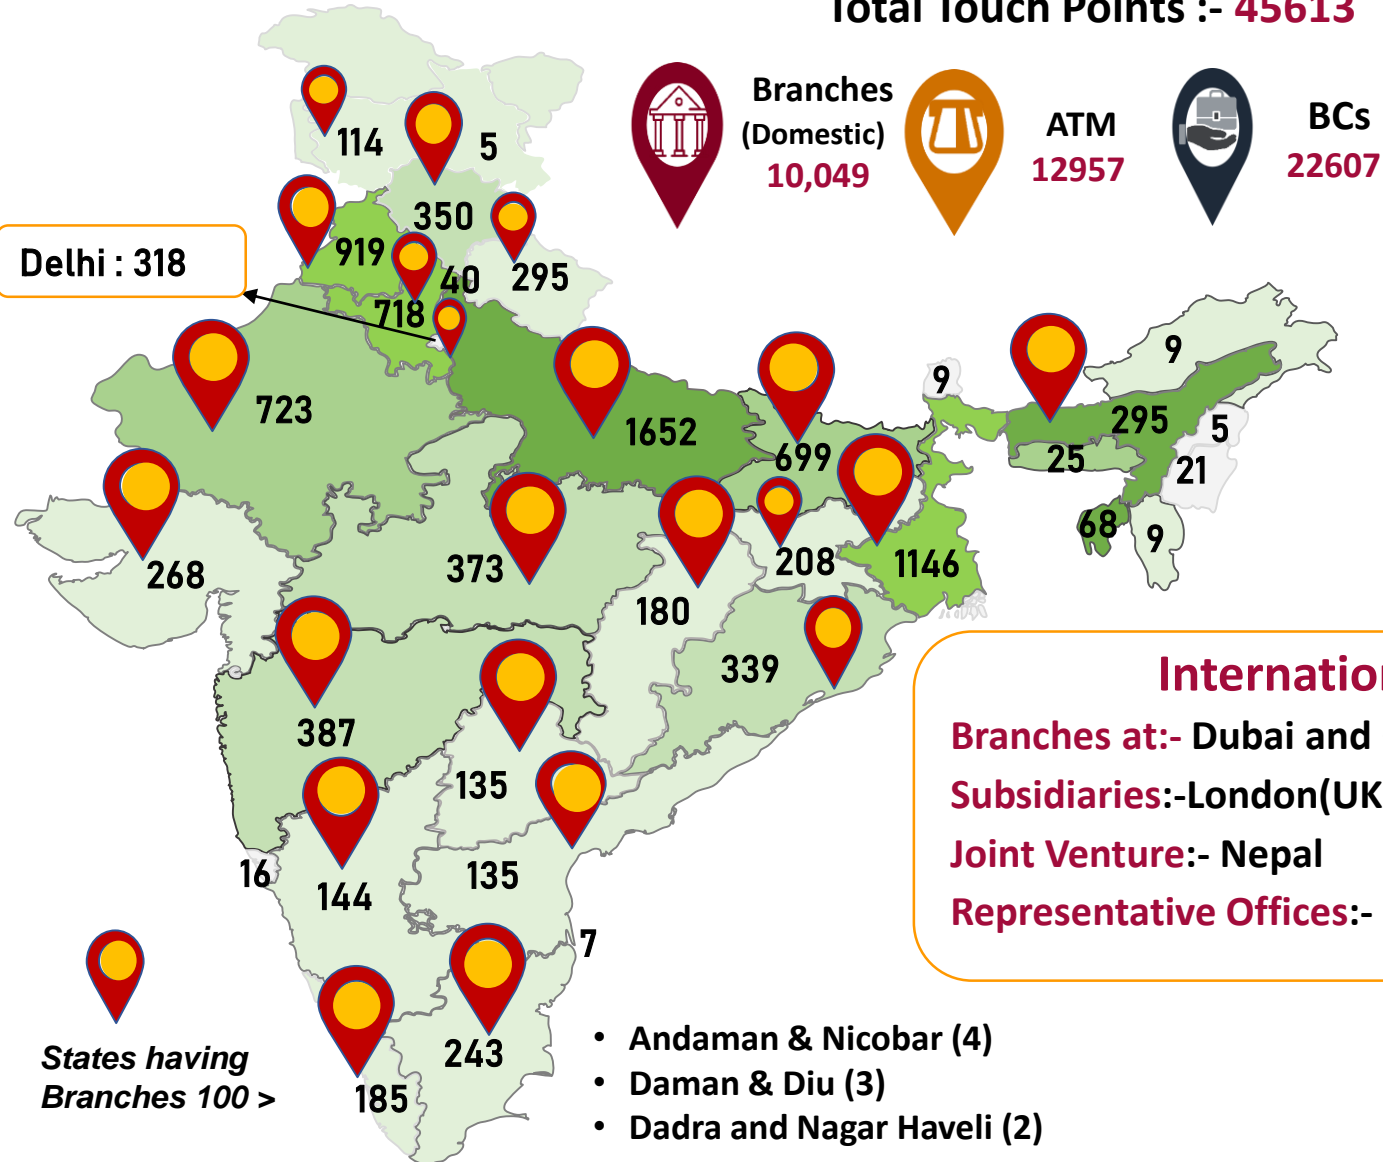 Total Touch Points :- 45613
Branches
(Domestic)
10,049
ATM
12957
BCs
22607
114
5
350
919
40
295
718
Delhi : 318
723
1652
699
9
9
295
5
25
21
68
9
268
373
208
1146
180
339
387
135
135
16
144
7
243
185
Internation
Branches at:- Dubai and
Subsidiaries:-London(UK
Joint Venture:- Nepal
Representative Offices:-
States having
Branches 100 >
• Andaman & Nicobar (4)
• Daman & Diu (3)
• Dadra and Nagar Haveli (2)